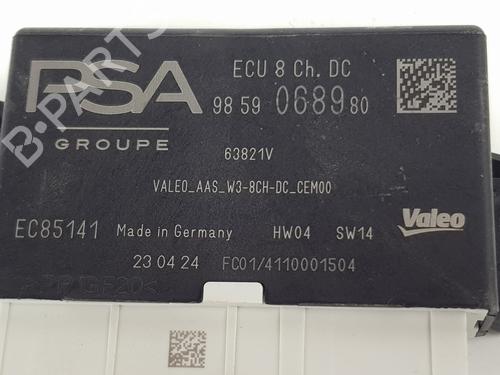 PSA
GROUPE
ECU 8 Ch. DC
98 59 0689 80
63821V
VALEO_AAS_W3-8CH-DC_CEM00
EC85141 Made in Germany HW04 SW14
Valeo
23 04 24 FC01/4110001504
B-PARTS